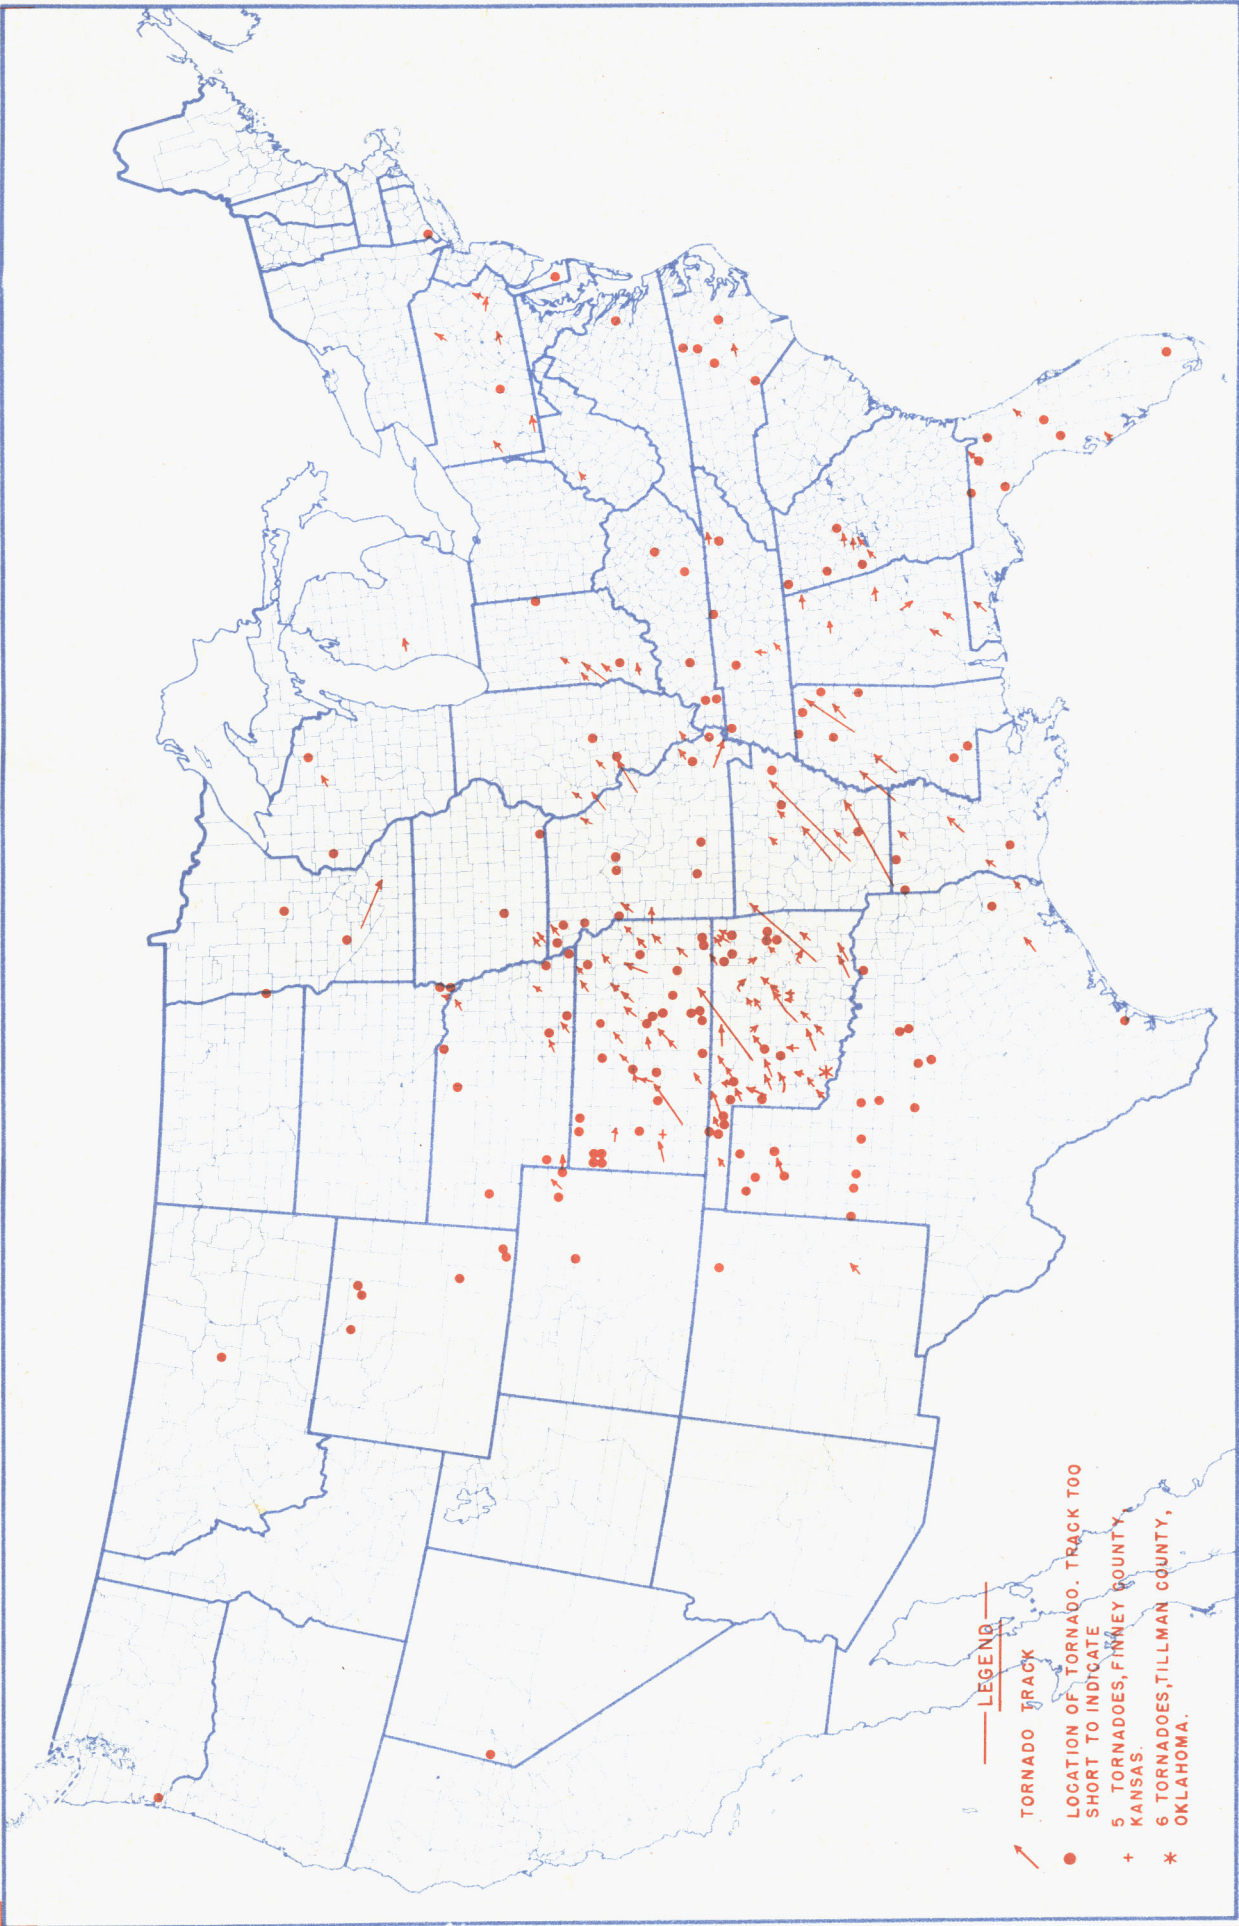 LEGEND
TORNADO TRACK
LOCATION OF TORNADO. TRACK TOO
SHORT TO INDICATE
5 TORNADOES, FINNEY COUNTY,
KANSAS.
6 TORNADOES, TILLMAN COUNTY,
OKLAHOMA.